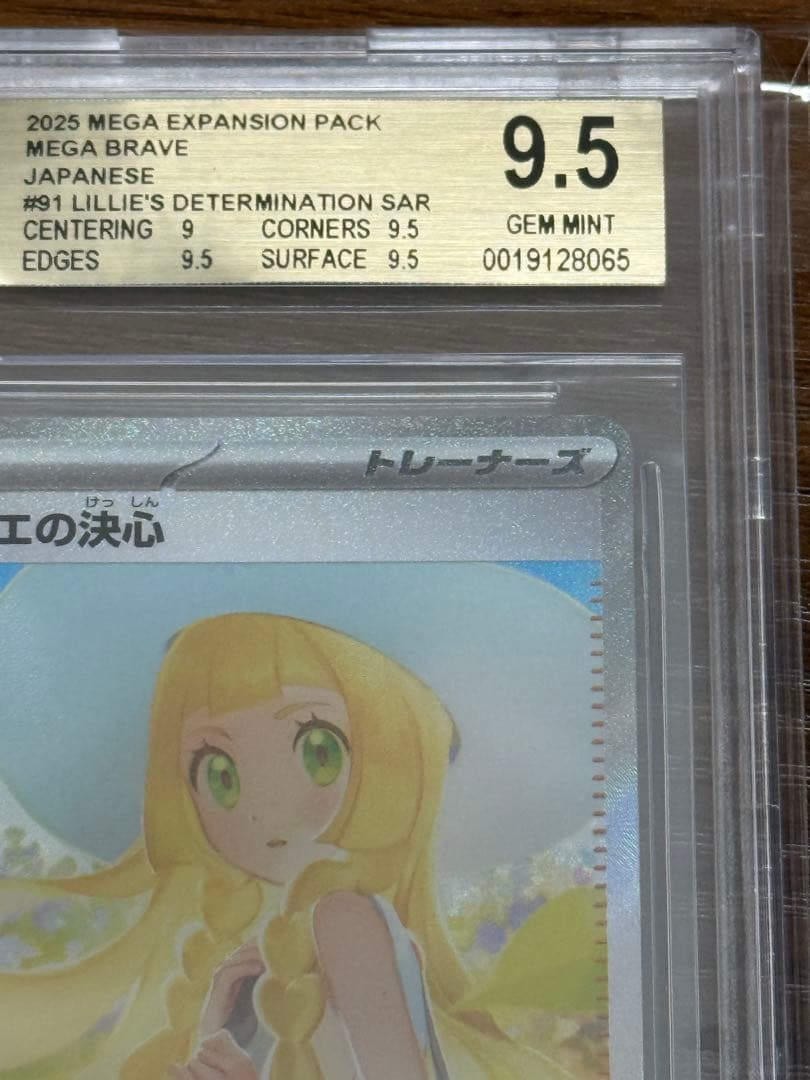 2025 MEGA EXPANSION PACK
MEGA BRAVE
JAPANESE
#91 LILLIE'S DETERMINATION SAR
CENTERING 9 CORNERS 9.5
EDGES 9.5 SURFACE 9.5
9.5
GEM MINT
0019128065
トレーナーズ
けっ しん
エの決心